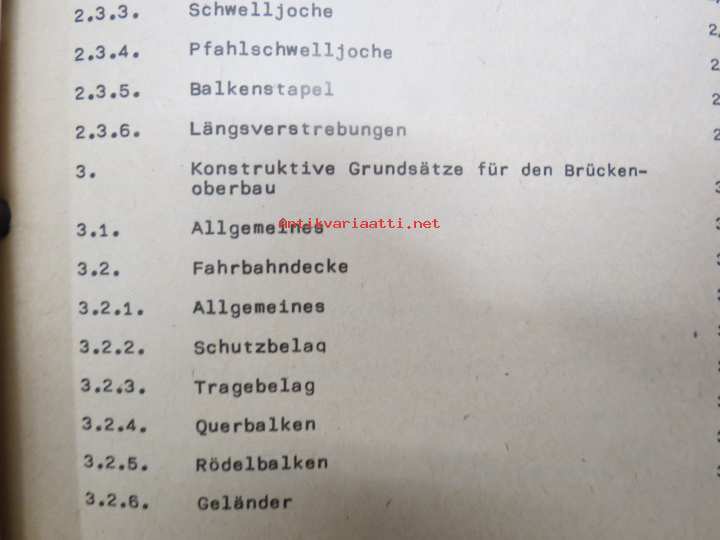 2.3.3. Schwelljoche
2.3.4. Pfahlschwelljoche
2.3.5. Balkenstapel
2.3.6. Längsverstrebungen
3. Konstruktive Grundsätze für den Brücken-
oberbau
3.1. Allgemeines
Antikvariaatti.net
3.2. Fahrbahndecke
3.2.1. Allgemeines
3.2.2. Schutzbelag
3.2.3. Tragebelag
3.2.4. Querbalken
3.2.5. Rödelbalken
3.2.6. Geländer